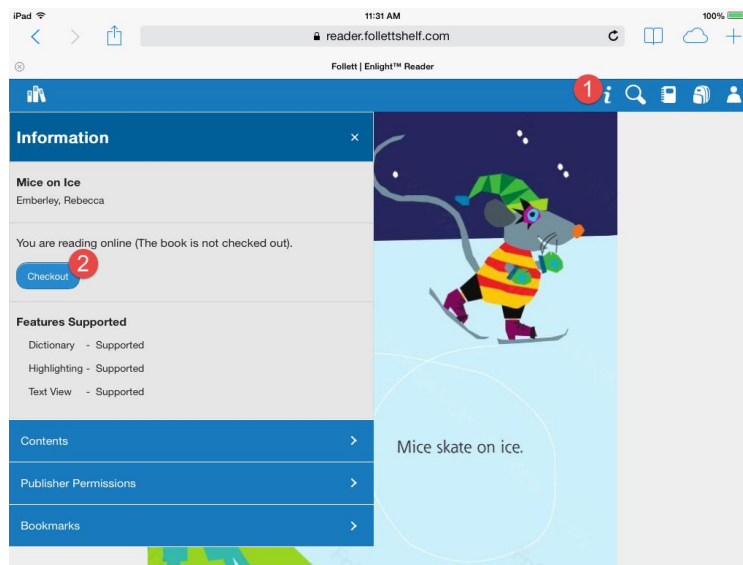 iPad
11:31 AM
100%
reader.follettshelf.com
Follett | Enlight™ Reader
1
i
Information
×
Mice on Ice
Emberley, Rebecca
You are reading online (The book is not checked out).
2
Checkout
Features Supported
Dictionary - Supported
Highlighting - Supported
Text View - Supported
Contents
Mice skate on ice.
Publisher Permissions
Bookmarks